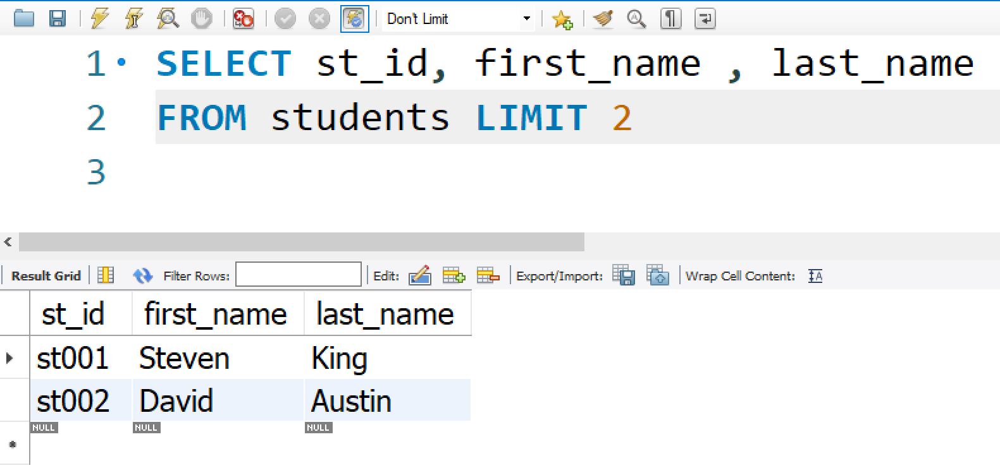 Don't Limit
1 SELECT st_id, first_name , last_name
2 FROM students LIMIT 2
3
Result Grid Filter Rows: Edit: Export/Import: Wrap Cell Content: IA
st_id first_name last_name
st001 Steven King
st002 David Austin
NULL NULL NULL